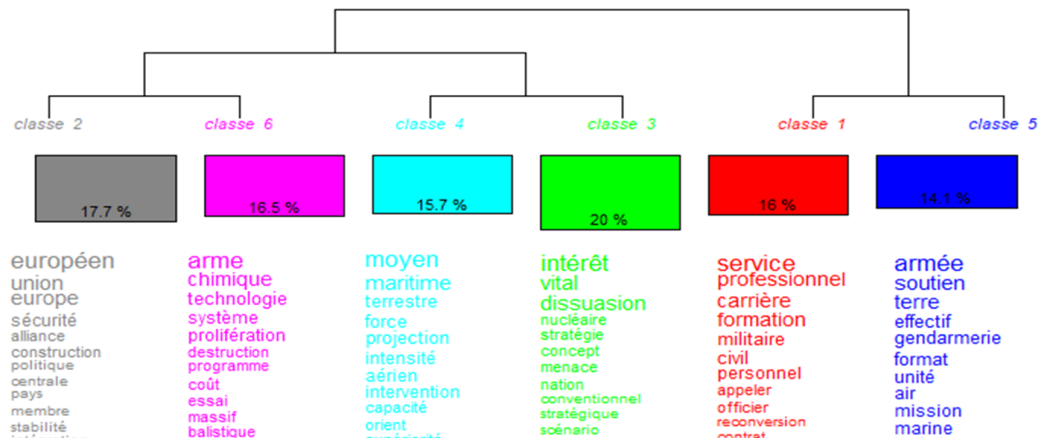 classe 2 classe 6 classe 4 classe 3 classe 1 classe 5
17.7 % 16.5 % 15.7 % 20 % 16 % 14.1 %
européen
union
europe
sécurité
alliance
construction
politique
centrale
pays
membre
stabilité
arme
chimique
technologie
système
prolifération
destruction
programme
coût
essai
massif
balistique
moyen
maritime
terrestre
force
projection
intensité
aérien
intervention
capacité
orient
intérêt
vital
dissuasion
nucléaire
stratégie
concept
menace
nation
conventionnel
stratégique
scénario
service
professionnel
carrière
formation
militaire
civil
personnel
appeler
officier
reconversion
armée
soutien
terre
effectif
gendarmerie
format
unité
air
mission
marine